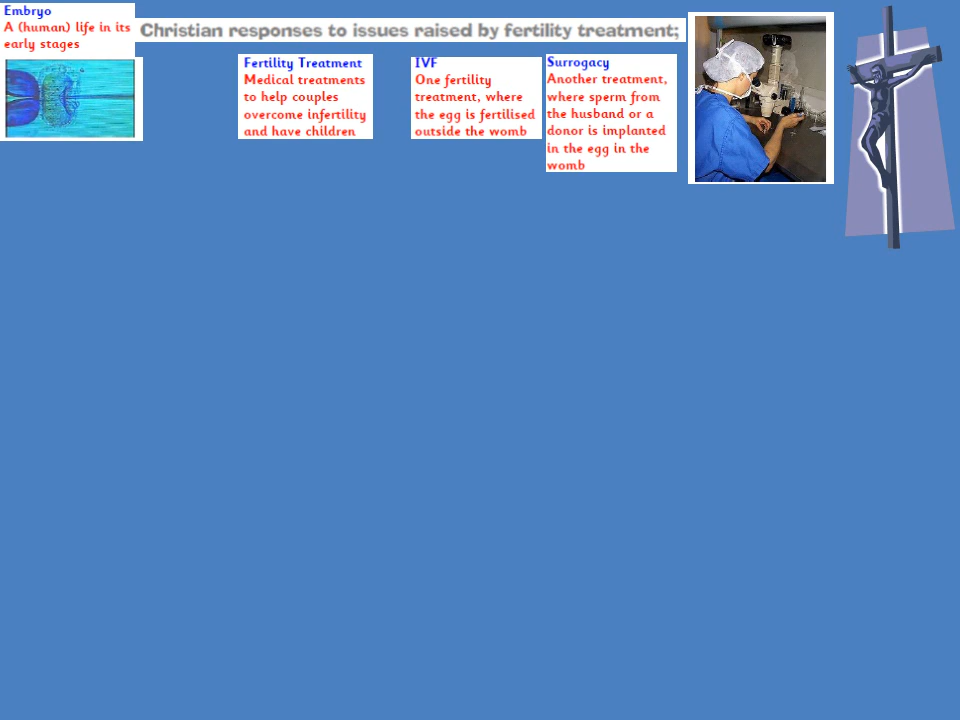 Embryo
A (human) life in its
early stages
Christian responses to issues raised by fertility treatment;
Fertility Treatment
Medical treatments
to help couples
overcome infertility
and have children
IVF
One fertility
treatment, where
the egg is fertilised
outside the womb
Surrogacy
Another treatment,
where sperm from
the husband or a
donor is implanted
in the egg in the
womb